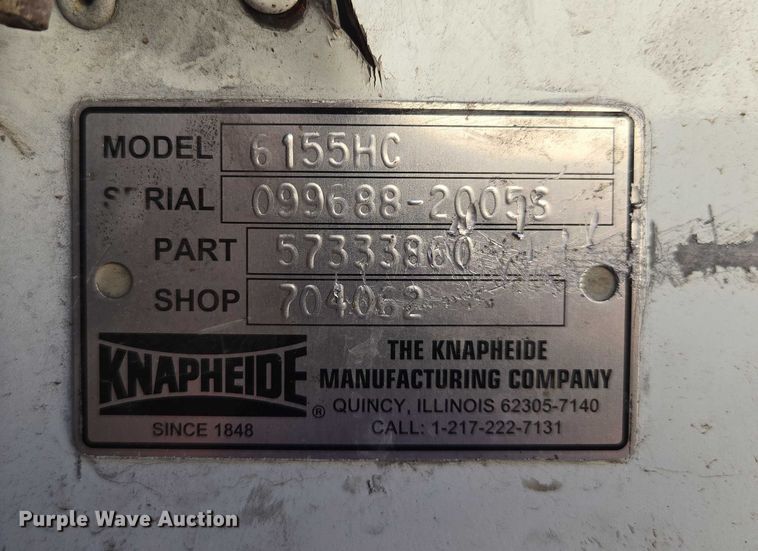 MODEL 6155HC
SERIAL 099688-20053
PART 57333860
SHOP 704062
KNAPHEIDE ®
SINCE 1848
THE KNAPHEIDE
MANUFACTURING COMPANY
QUINCY, ILLINOIS 62305-7140
CALL: 1-217-222-7131
Purple Wave Auction